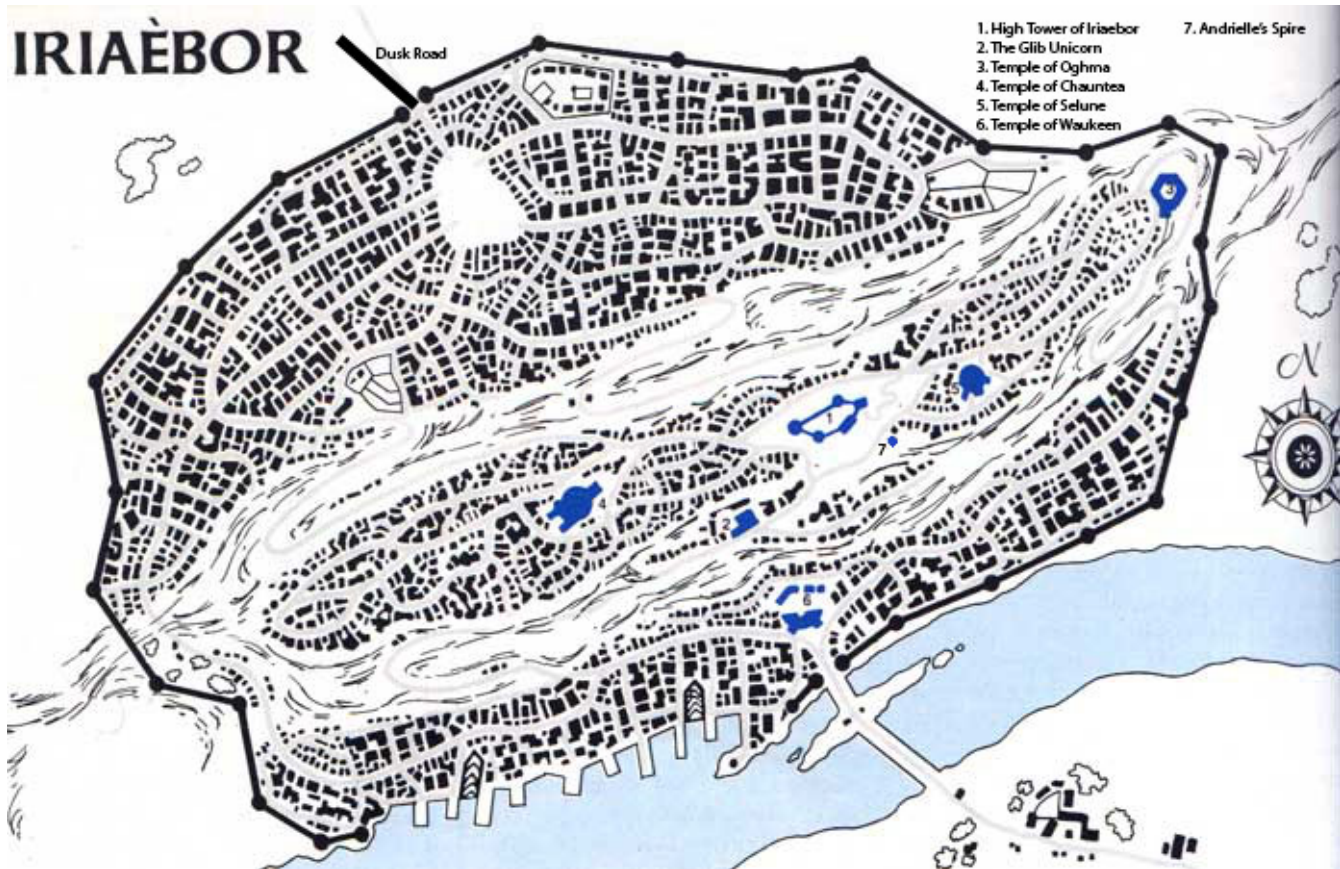 IRIAÈBOR
Dusk Road
1. High Tower of Iriaebor
2. The Glib Unicorn
3. Temple of Oghma
4. Temple of Chauntea
5. Temple of Selune
6. Temple of Waukeen
7. Andrielle's Spire
3
N
5
1
7
4
2
6